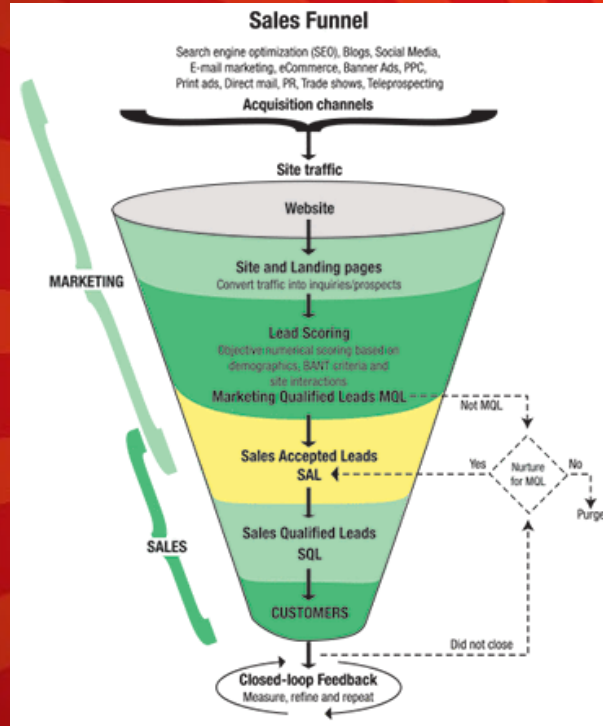 Sales Funnel
Search engine optimization (SEO), Blogs, Social Media,
E-mail marketing, eCommerce, Banner Ads, PPC,
Print ads, Direct mail, PR, Trade shows, Teleprospecting
Acquisition channels
Site traffic
Website
Site and Landing pages
Convert traffic into inquiries/prospects
MARKETING
Lead Scoring
Objective numerical scoring based on
demographics, BANT criteria and
site interactions
Marketing Qualified Leads MQL
Not MQL
Sales Accepted Leads
SAL
Yes
Nurture
for MQL
No
Purge
SALES
Sales Qualified Leads
SQL
CUSTOMERS
Did not close
Closed-loop Feedback
Measure, refine and repeat